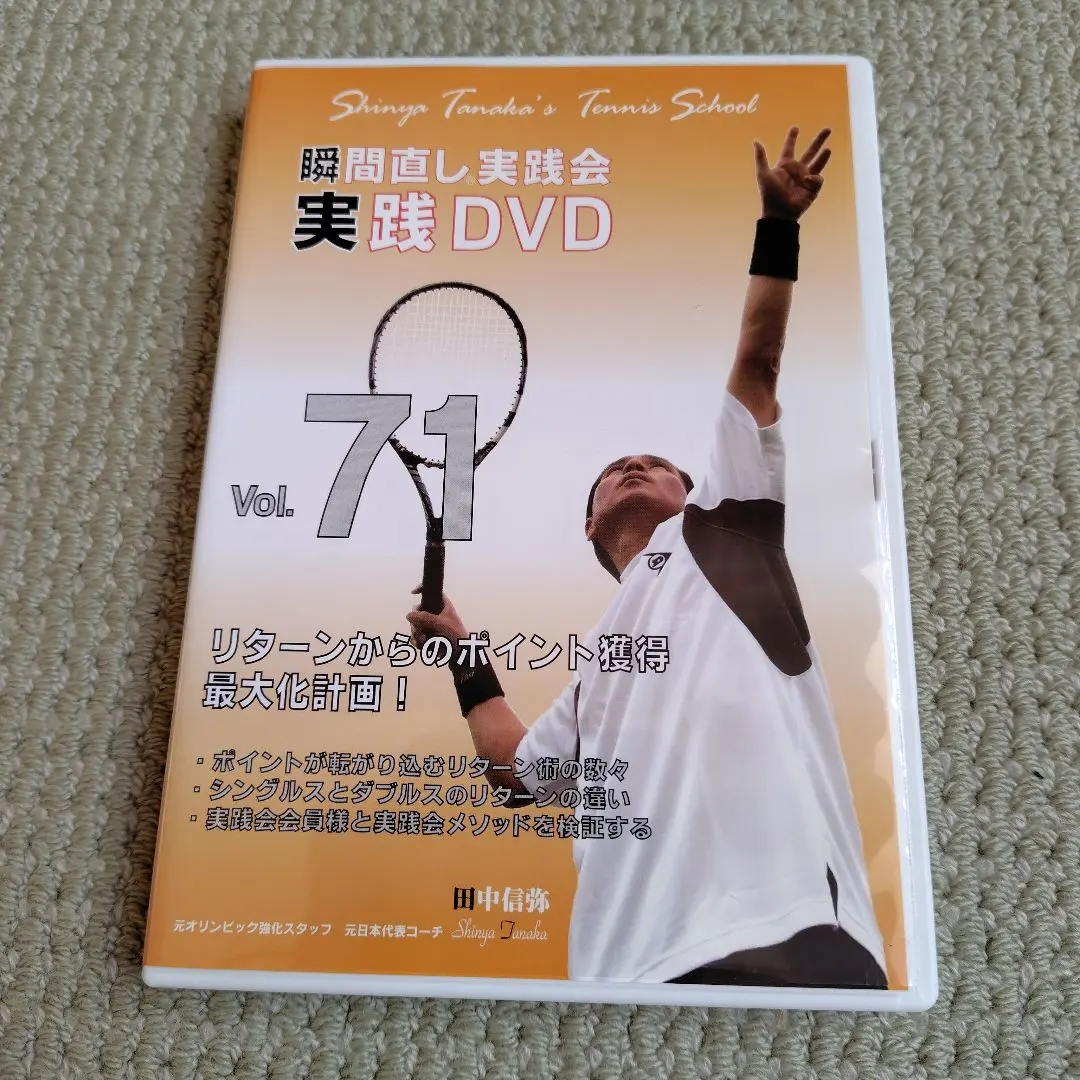 Shinya Tanaka's Tennis School
瞬間直し®実践会
実践DVD
Vol. 71
リターンからのポイント獲得
最大化計画！
・ポイントが転がり込むリターン術の数々
・シングルスとダブルスのリターンの違い
・実践会会員様と実践会メソッドを検証する
田中信弥
元オリンピック強化スタッフ 元日本代表コーチ Shinya Tanaka